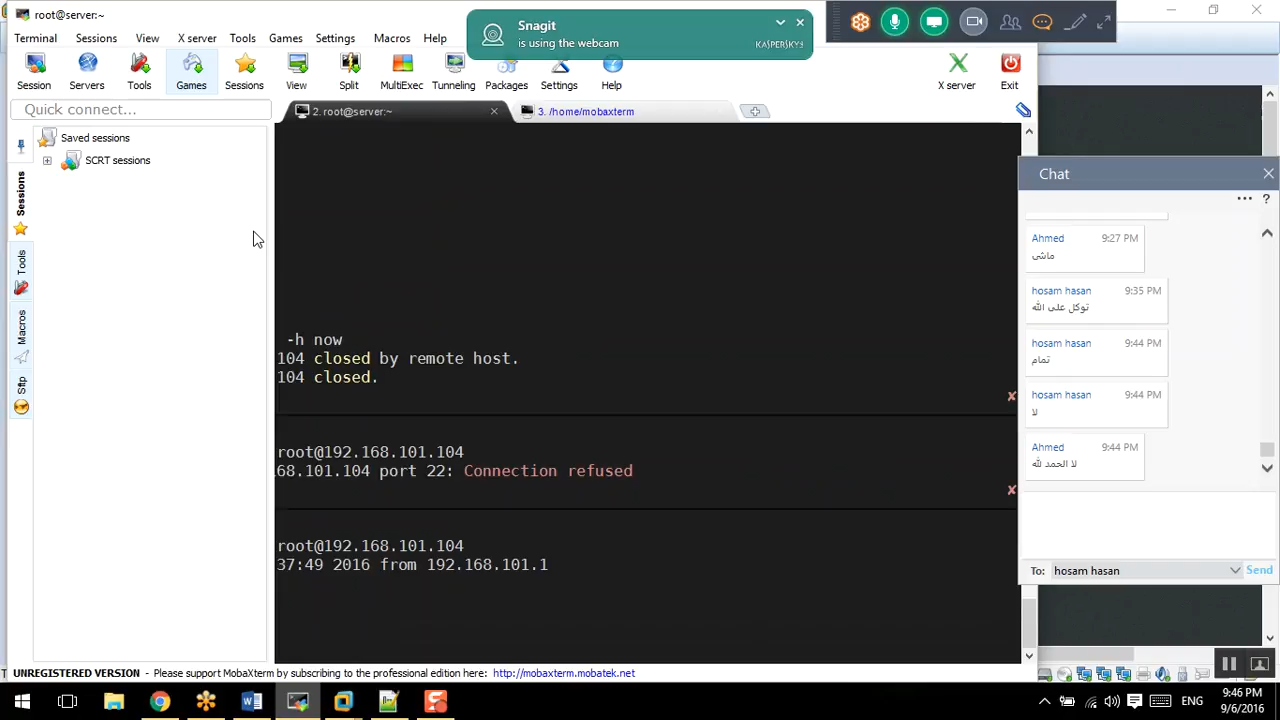 root@server:~
Snagit
is using the webcam
KASPERSKY
Terminal Sessions View X server Tools Games Settings Macros Help
Session Servers Tools Games Sessions View Split MultiExec Tunneling Packages Settings Help X server Exit
Quick connect...
2. root@server:~
3. /home/mobaxterm
Saved sessions
SCRT sessions
Sessions
Tools
Macros
Sftp
-h now
104 closed by remote host.
104 closed.
root@192.168.101.104
68.101.104 port 22: Connection refused
root@192.168.101.104
37:49 2016 from 192.168.101.1
Chat
Ahmed 9:27 PM
ماشى
hosam hasan 9:35 PM
توكل على الله
hosam hasan 9:44 PM
تمام
hosam hasan 9:44 PM
لا
Ahmed 9:44 PM
لا الحمد لله
To: hosam hasan Send
UNREGISTERED VERSION - Please support MobaXterm by subscribing to the professional edition here: http://mobaxterm.mobatek.net
ENG
9:46 PM
9/6/2016